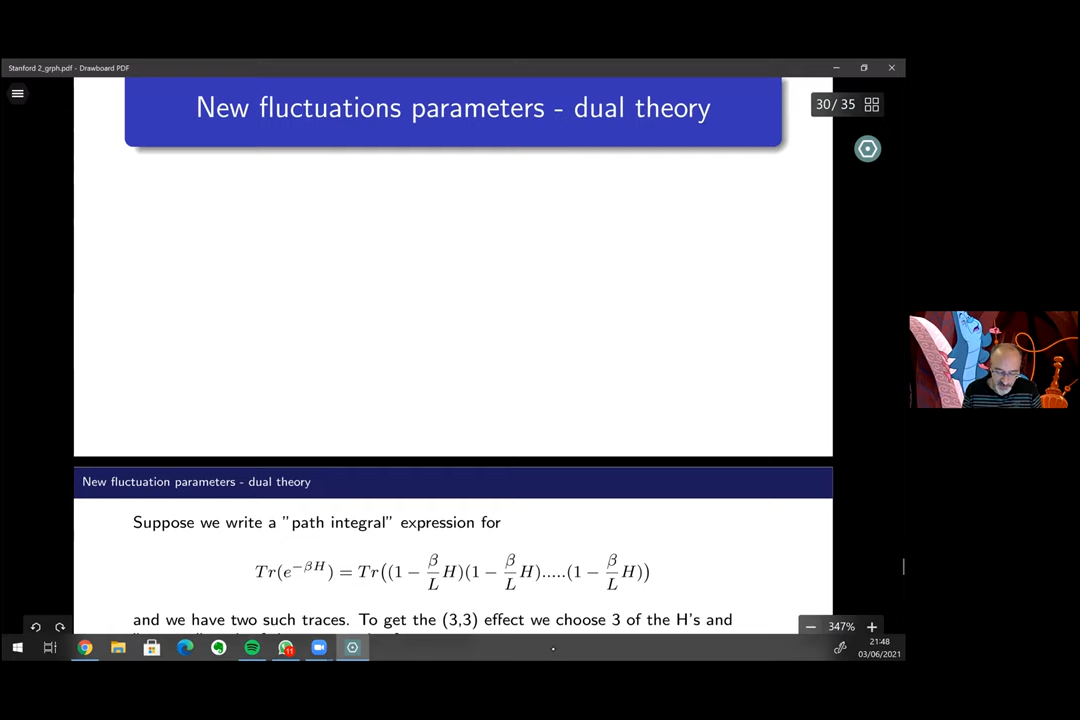 Stanford 2_grph.pdf - Drawboard PDF
New fluctuations parameters - dual theory
30/ 35
New fluctuation parameters - dual theory
Suppose we write a ”path integral” expression for
Tr(e^{−βH}) = Tr((1 − β/L H)(1 − β/L H).....(1 − β/L H))
and we have two such traces. To get the (3,3) effect we choose 3 of the H's and
347%
11
21:48
03/06/2021